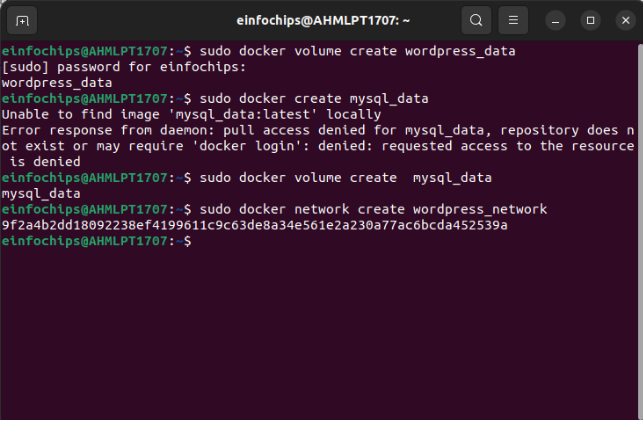 einfochips@AHMLPT1707: ~
einfochips@AHMLPT1707:~$ sudo docker volume create wordpress_data
[sudo] password for einfochips:
wordpress_data
einfochips@AHMLPT1707:~$ sudo docker create mysql_data
Unable to find image 'mysql_data:latest' locally
Error response from daemon: pull access denied for mysql_data, repository does n
ot exist or may require 'docker login': denied: requested access to the resource
 is denied
einfochips@AHMLPT1707:~$ sudo docker volume create  mysql_data
mysql_data
einfochips@AHMLPT1707:~$ sudo docker network create wordpress_network
9f2a4b2dd18092238ef4199611c9c63de8a34e561e2a230a77ac6bcda452539a
einfochips@AHMLPT1707:~$